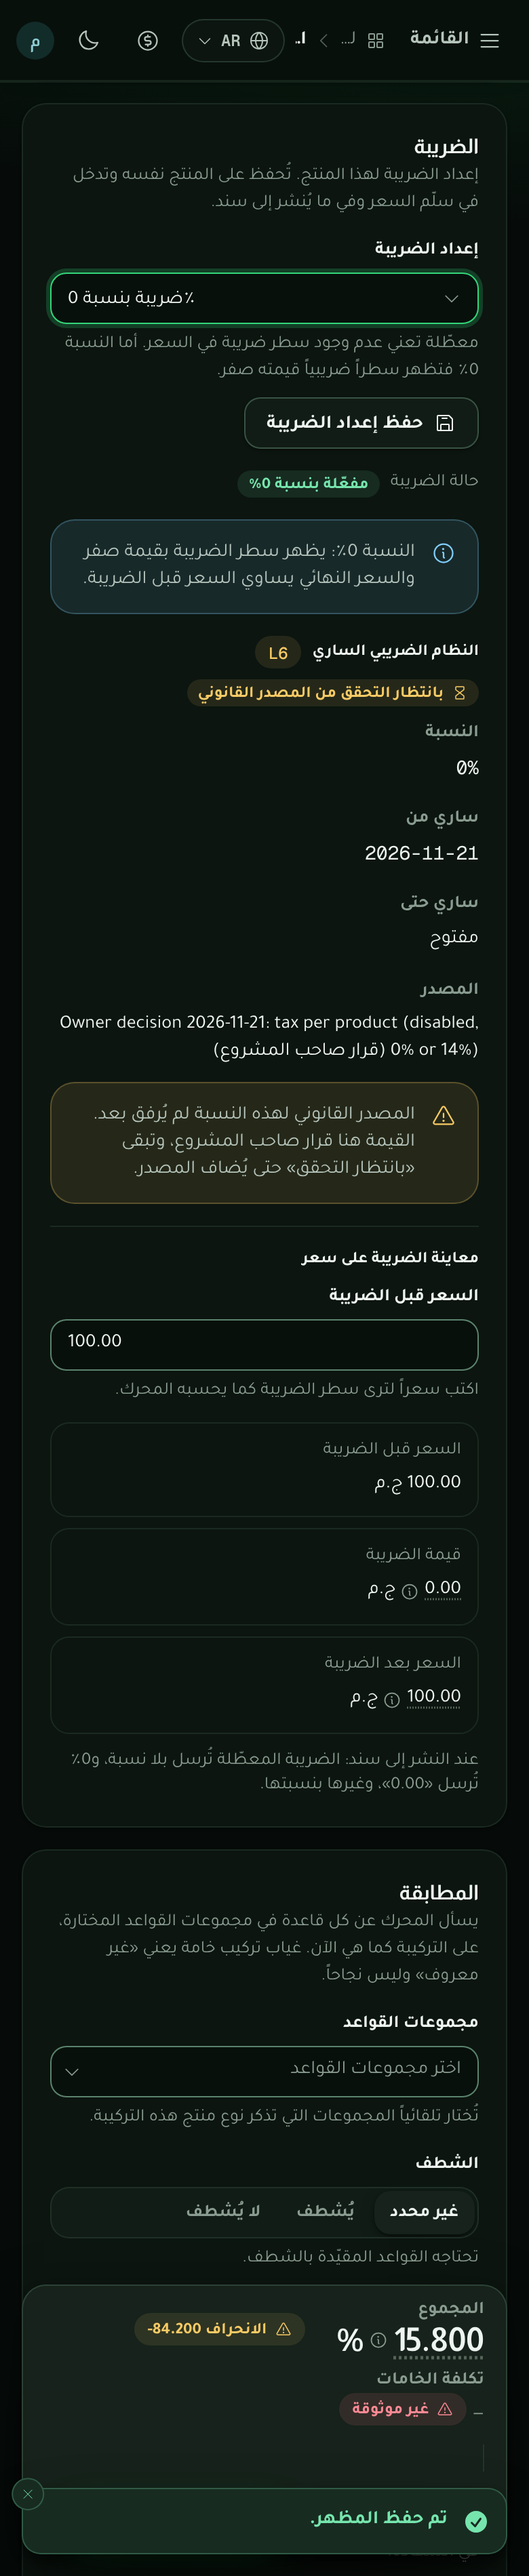 القائمة
لـ...
AR
م
الضريبة
إعداد الضريبة لهذا المنتج. تُحفظ على المنتج نفسه وتدخل
في سلّم السعر وفي ما يُنشر إلى سند.
إعداد الضريبة
ضريبة بنسبة 0٪
معطّلة تعني عدم وجود سطر ضريبة في السعر. أما النسبة
0٪ فتظهر سطراً ضريبياً قيمته صفر.
حفظ إعداد الضريبة
حالة الضريبة
مفعّلة بنسبة 0%
النسبة 0٪: يظهر سطر الضريبة بقيمة صفر
والسعر النهائي يساوي السعر قبل الضريبة.
النظام الضريبي الساري L6
بانتظار التحقق من المصدر القانوني
النسبة
0%
ساري من
2026-11-21
ساري حتى
مفتوح
المصدر
Owner decision 2026-11-21: tax per product (disabled,
0% or 14%) (قرار صاحب المشروع)
المصدر القانوني لهذه النسبة لم يُرفق بعد.
القيمة هنا قرار صاحب المشروع، وتبقى
«بانتظار التحقق» حتى يُضاف المصدر.
معاينة الضريبة على سعر
السعر قبل الضريبة
100.00
اكتب سعراً لترى سطر الضريبة كما يحسبه المحرك.
السعر قبل الضريبة
100.00 ج.م
قيمة الضريبة
0.00 ج.م
السعر بعد الضريبة
100.00 ج.م
عند النشر إلى سند: الضريبة المعطّلة تُرسل بلا نسبة، و0٪
تُرسل «0.00»، وغيرها بنسبتها.
المطابقة
يسأل المحرك عن كل قاعدة في مجموعات القواعد المختارة،
على التركيبة كما هي الآن. غياب تركيب خامة يعني «غير
معروف» وليس نجاحاً.
مجموعات القواعد
اختر مجموعات القواعد
تُختار تلقائياً المجموعات التي تذكر نوع منتج هذه التركيبة.
الشطف
غير محدد
يُشطف
لا يُشطف
تحتاجه القواعد المقيّدة بالشطف.
المجموع
15.800 %
الانحراف 84.200-
تكلفة الخامات
— غير موثوقة
تم حفظ المظهر.